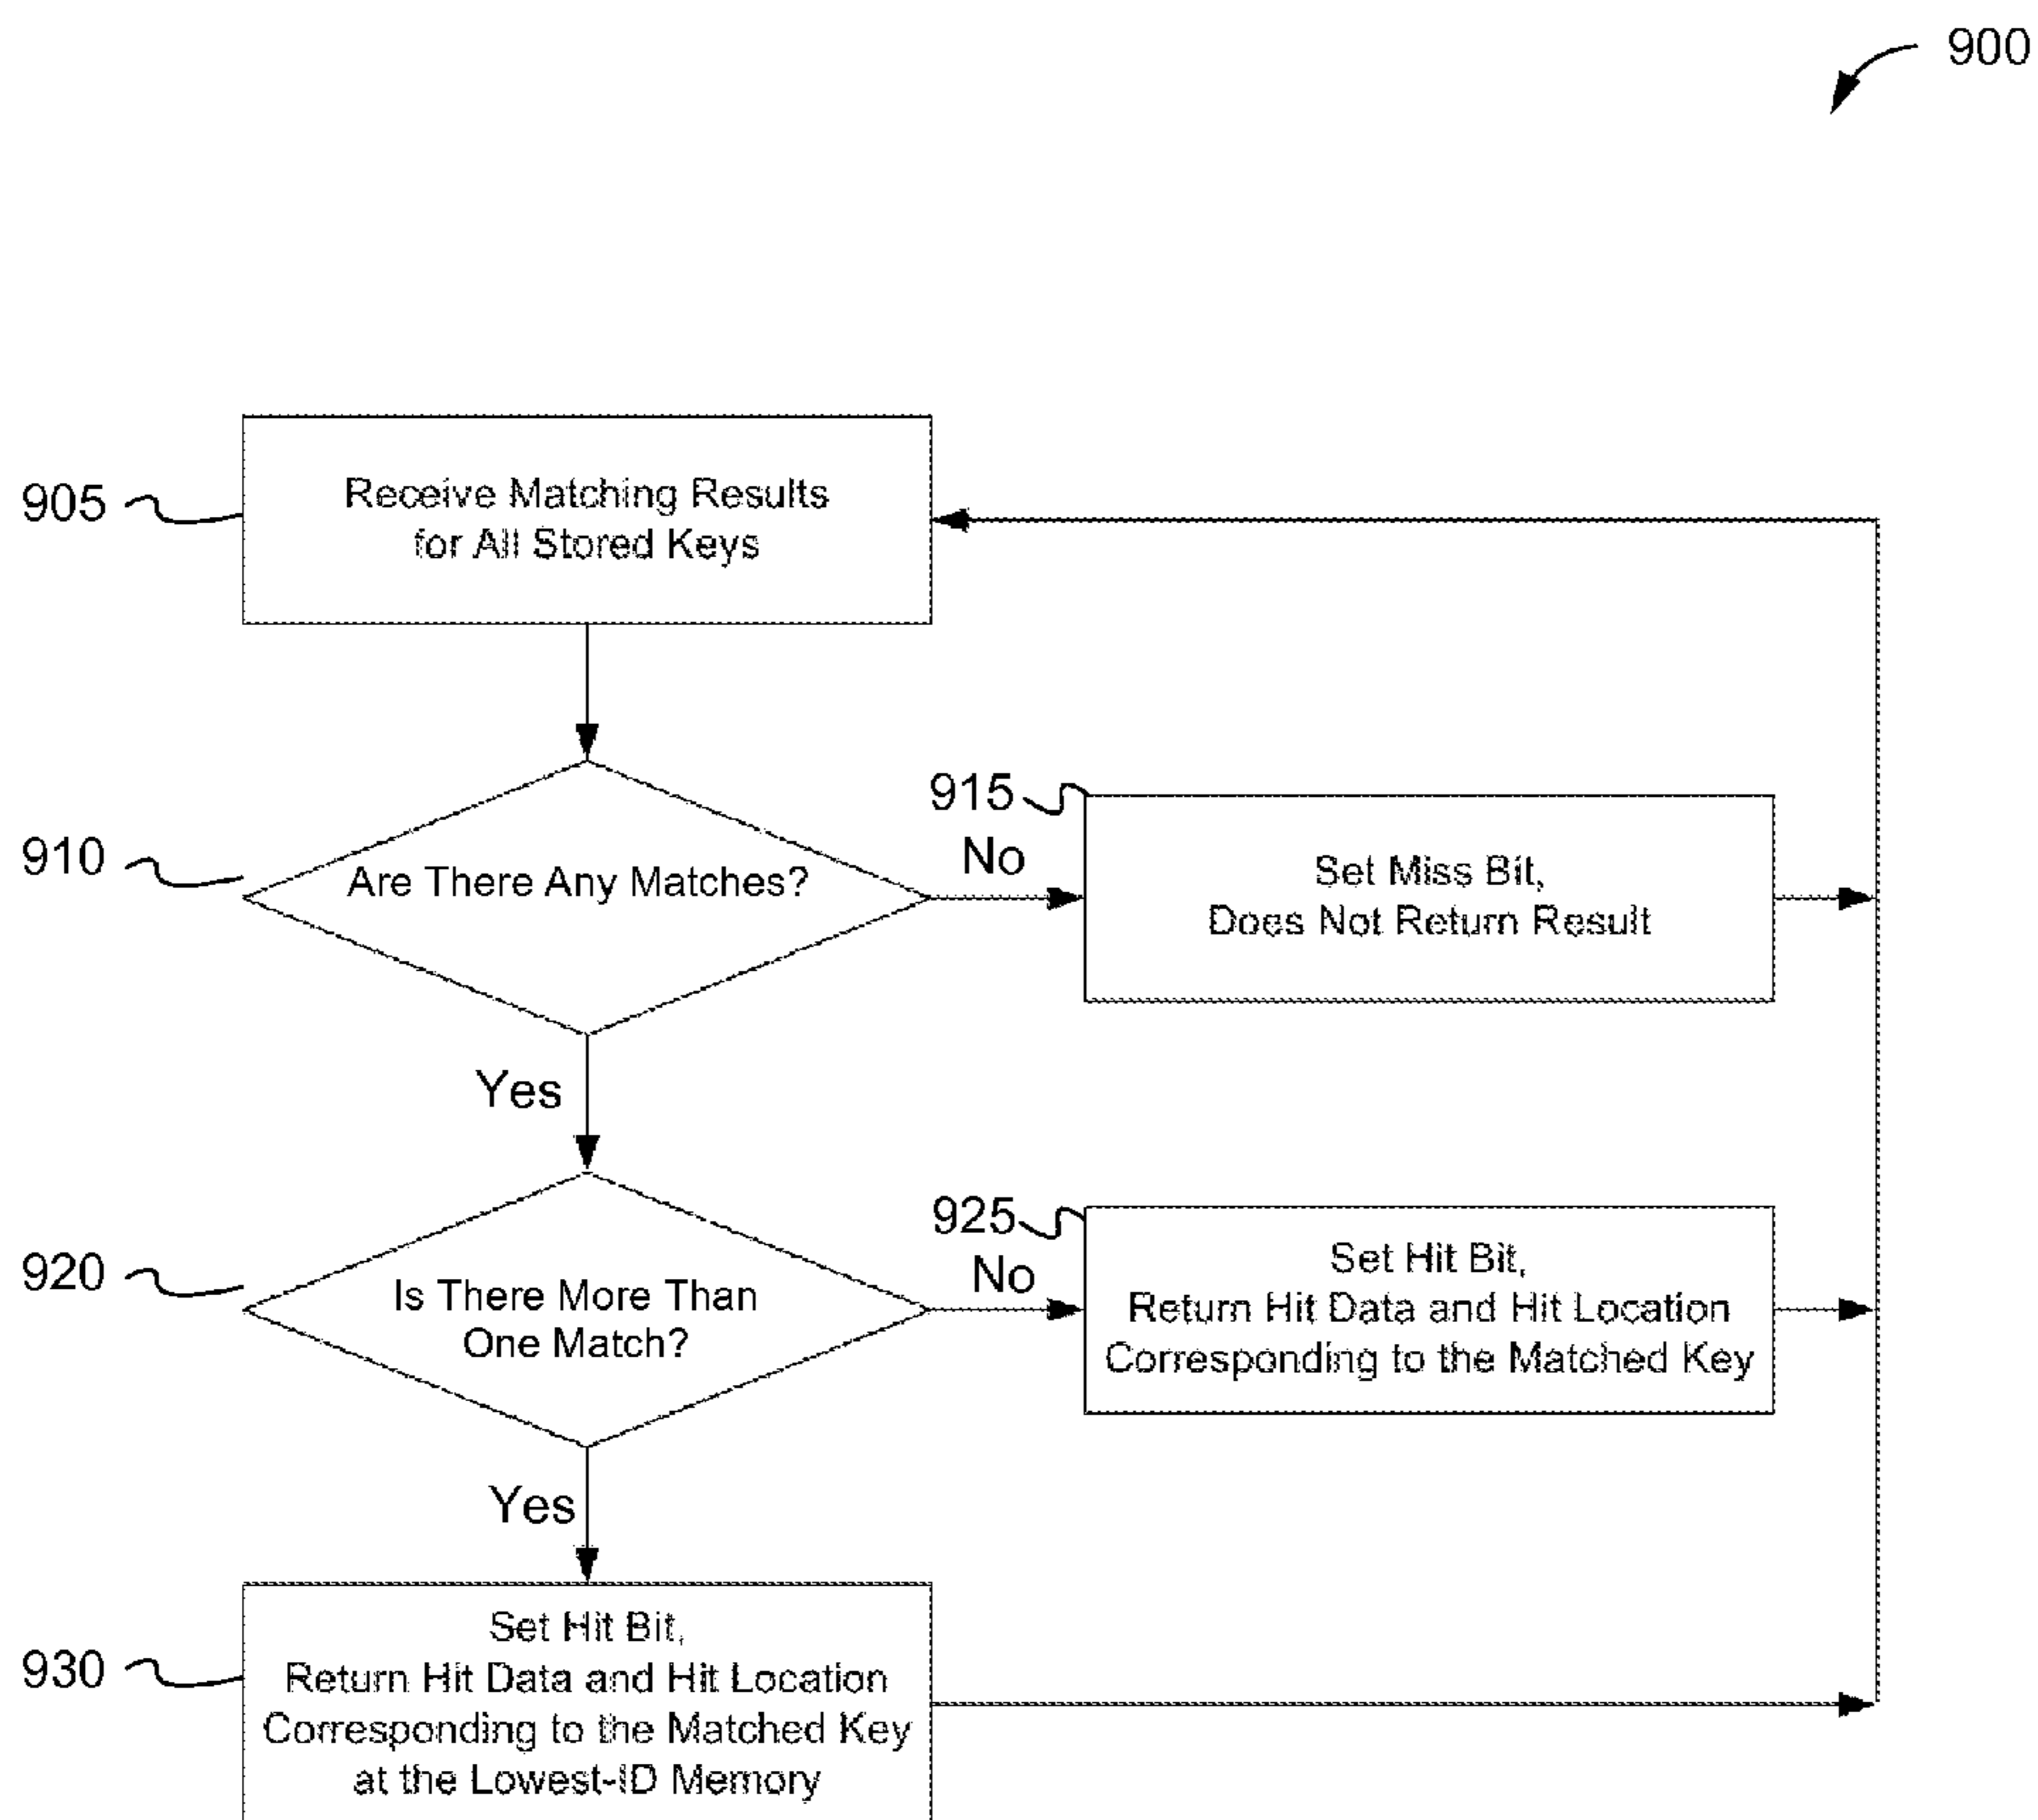 900
905
Receive Matching Results
for All Stored Keys
910
Are There Any Matches?
No
915
Set Miss Bit,
Does Not Return Result
Yes
920
Is There More Than
One Match?
No
925
Set Hit Bit,
Return Hit Data and Hit Location
Corresponding to the Matched Key
Yes
930
Set Hit Bit,
Return Hit Data and Hit Location
Corresponding to the Matched Key
at the Lowest-ID Memory